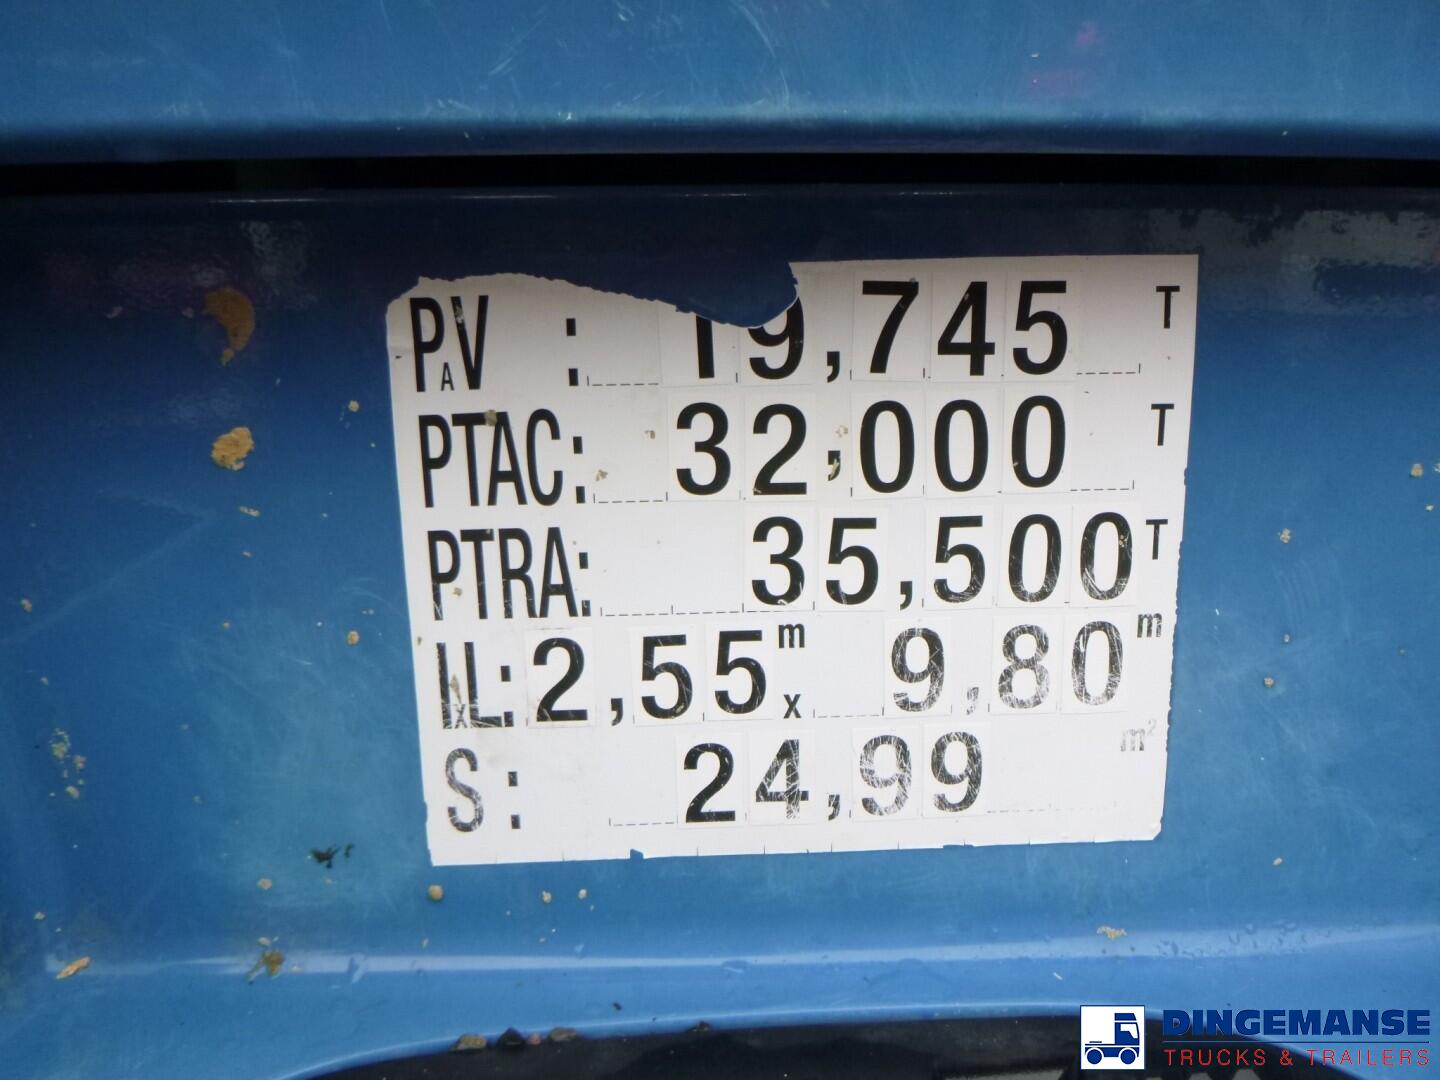 PAV : 19,745 T
PTAC: 32,000 T
PTRA: 35,500 T
LxL: 2,55 m x 9,80 m
S : 24,99 m²
DINGEMANSE
TRUCKS & TRAILERS